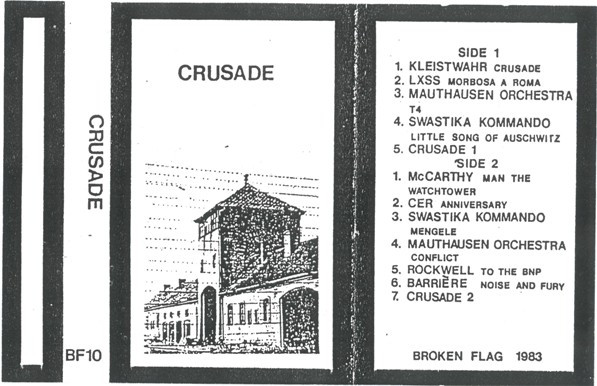 CRUSADE
BF10
CRUSADE
SIDE 1
1. KLEISTWAHR CRUSADE
2. LXSS MORBOSA A ROMA
3. MAUTHAUSEN ORCHESTRA
T4
4. SWASTIKA KOMMANDO
LITTLE SONG OF AUSCHWITZ
5. CRUSADE 1
SIDE 2
1. McCARTHY MAN THE
WATCHTOWER
2. CER ANNIVERSARY
3. SWASTIKA KOMMANDO
MENGELE
4. MAUTHAUSEN ORCHESTRA
CONFLICT
5. ROCKWELL TO THE BNP
6. BARRIÈRE NOISE AND FURY
7. CRUSADE 2
BROKEN FLAG 1983